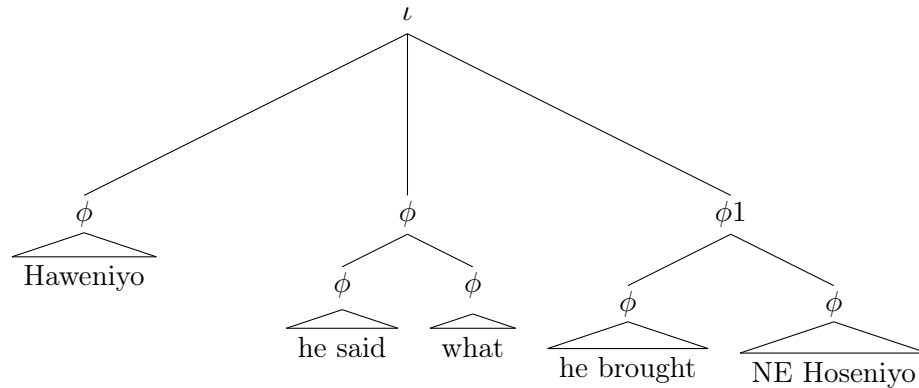 ι
ϕ ϕ ϕ1
Haweniyo
ϕ ϕ ϕ ϕ
he said what he brought NE Hoseniyo